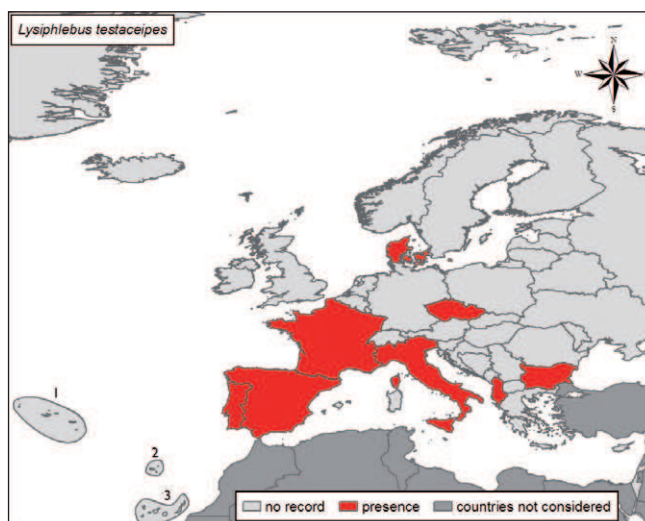 Lysiphlebus testaceipes
N
W
S
1
2
3
no record presence countries not considered